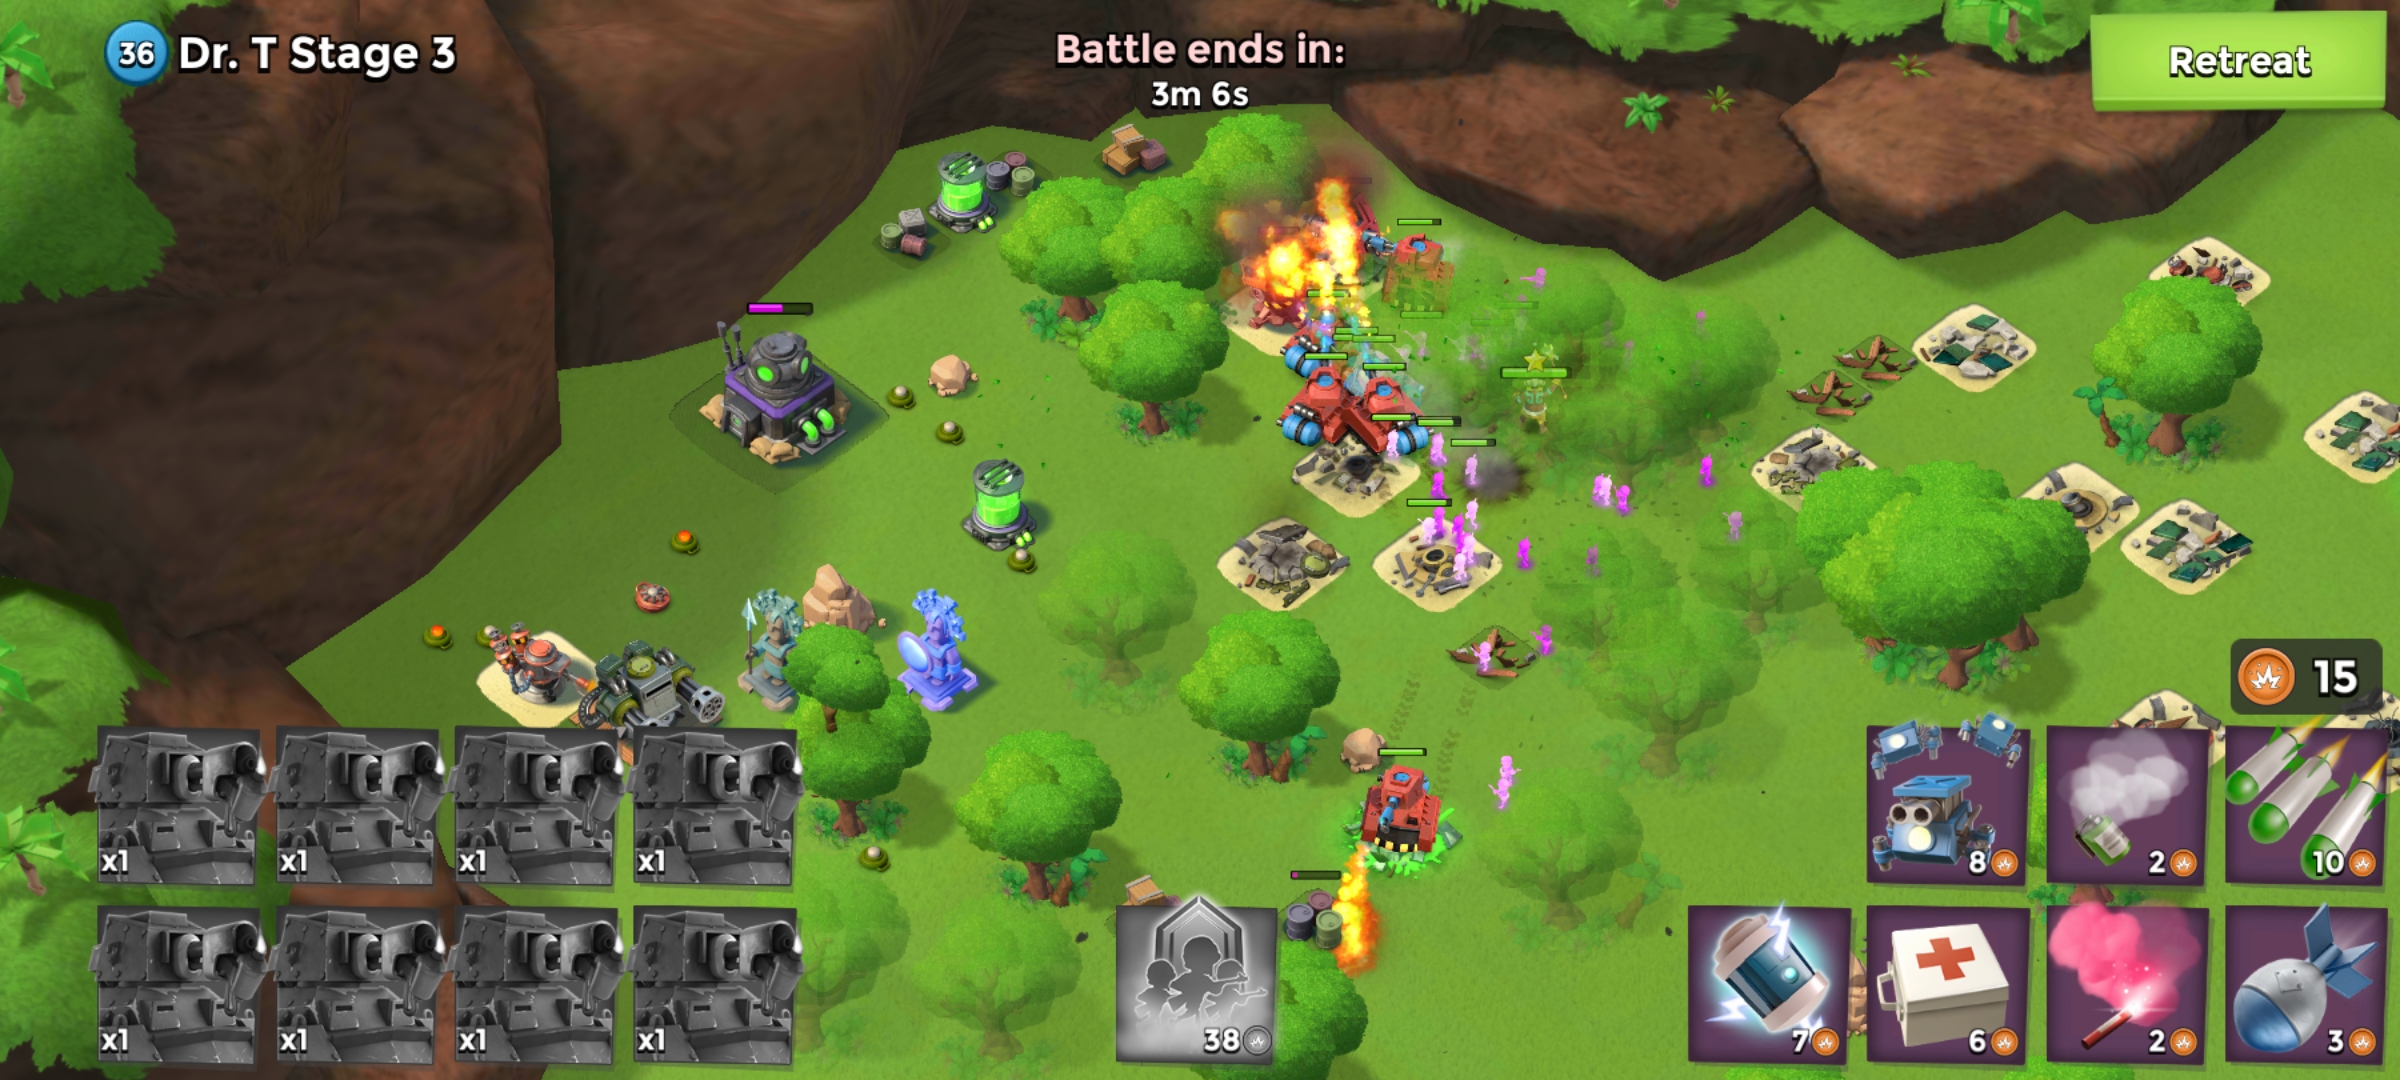 36 Dr. T Stage 3
Battle ends in:
3m 6s
Retreat
15
x1 x1 x1 x1
8 2 10
x1 x1 x1 x1
38
7 6 2 3